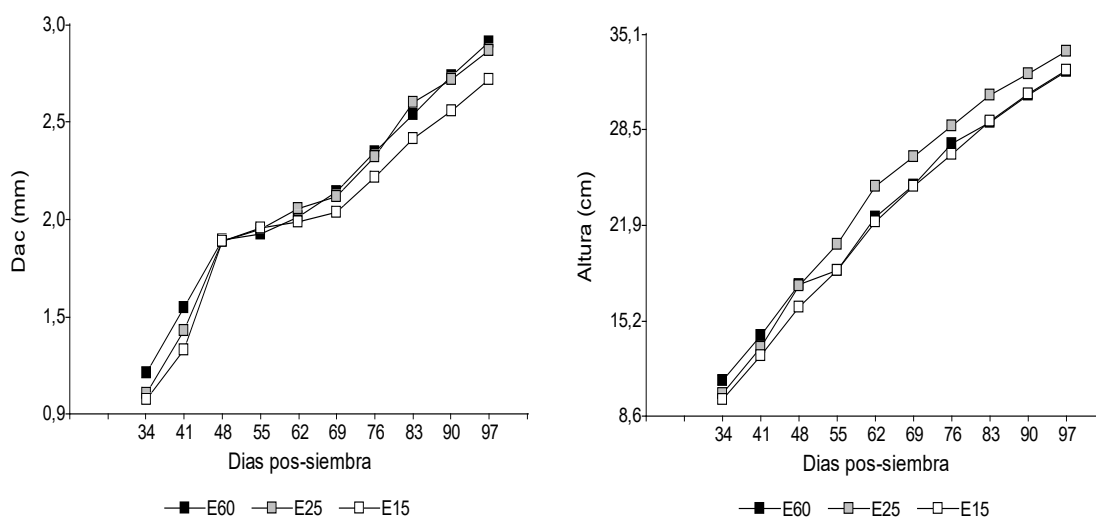 3,0
2,5
2,0
1,5
0,9
Dac (mm)
34 41 48 55 62 69 76 83 90 97
Dias pos-siembra
E60 E25 E15
35,1
28,5
21,9
15,2
8,6
Altura (cm)
34 41 48 55 62 69 76 83 90 97
Dias pos-siembra
E60 E25 E15